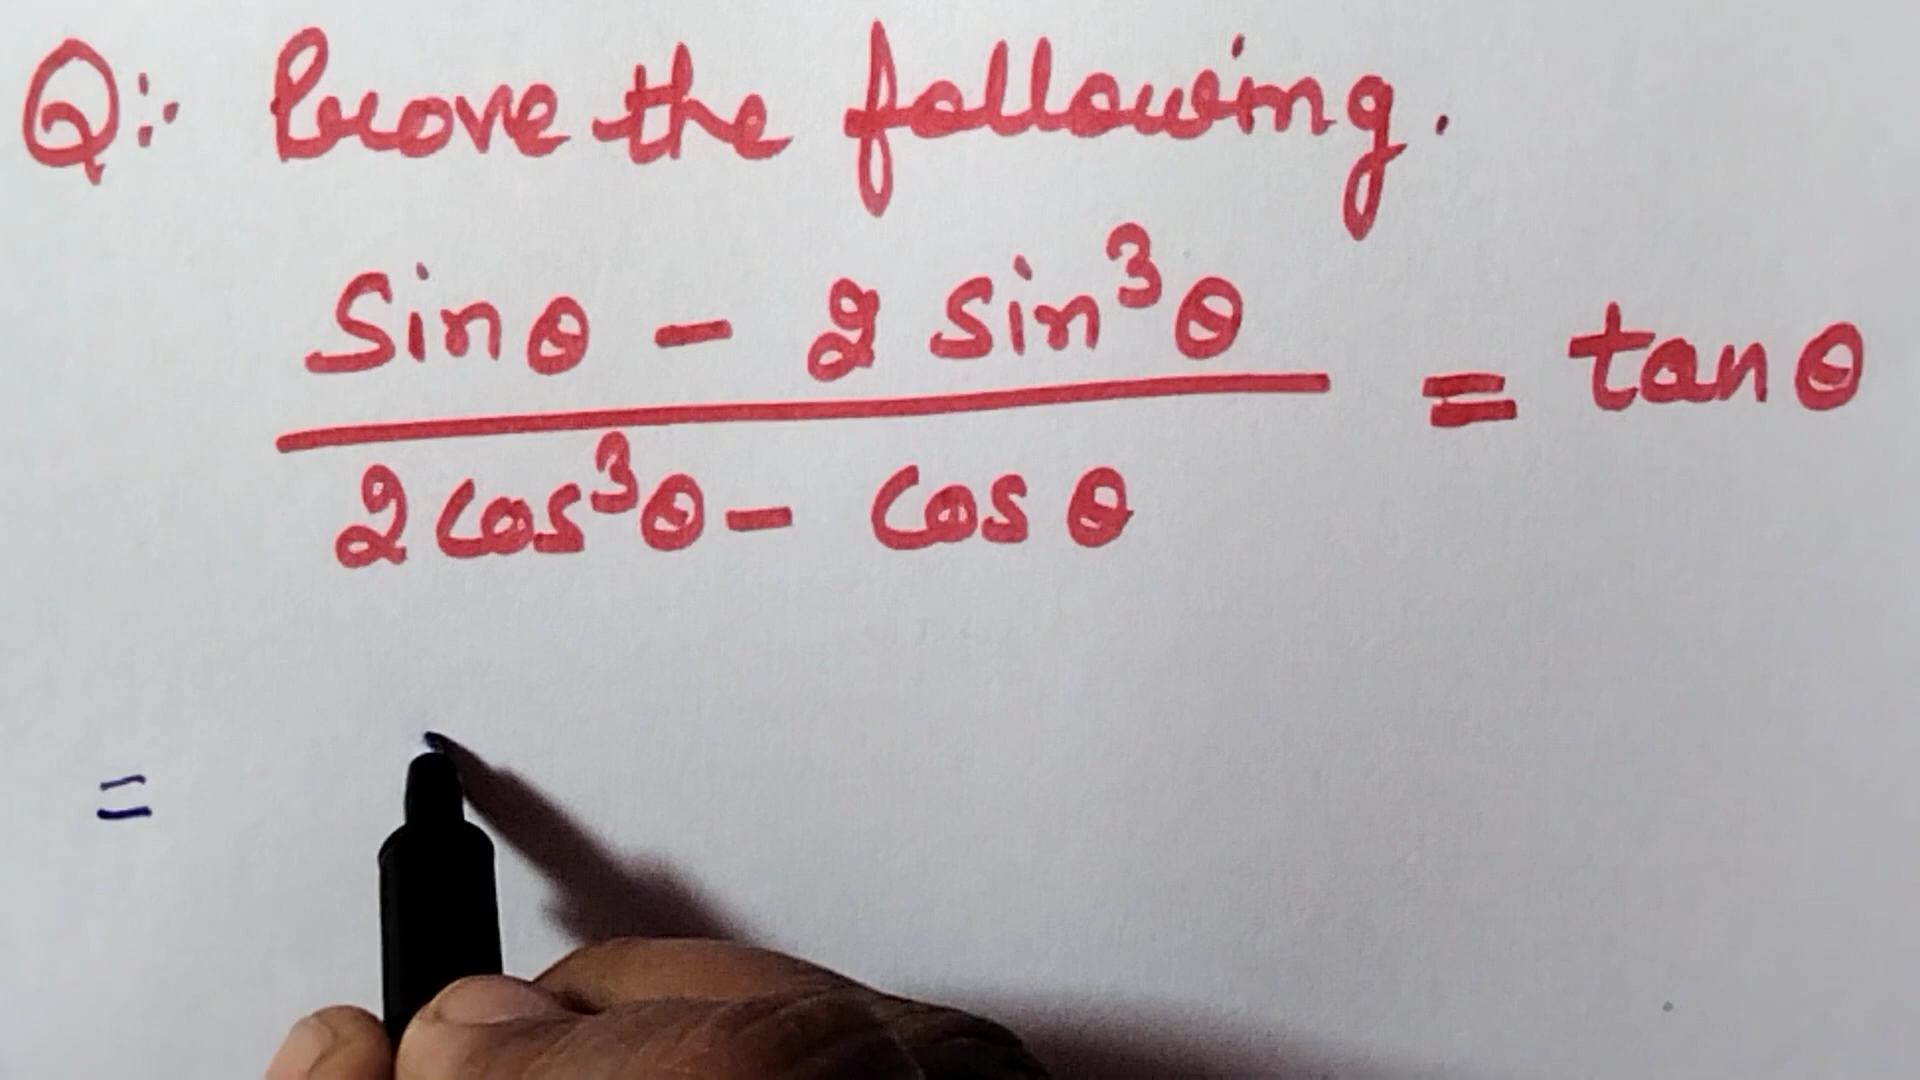 Q:- Prove the following.
Sinθ - 2 sin³θ
= tanθ
2cos³θ - Cosθ
=